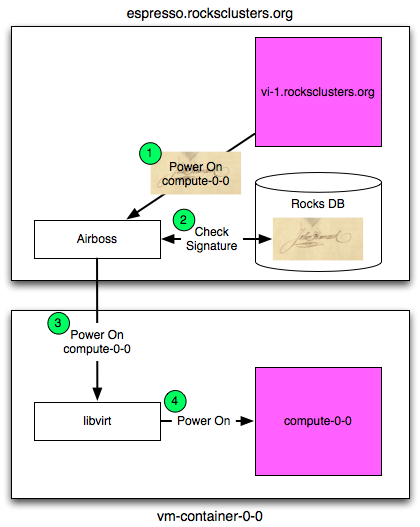 espresso.rocksclusters.org
vi-1.rocksclusters.org
1
Power On
compute-0-0
Rocks DB
2
Airboss
Check
Signature
3
Power On
compute-0-0
4
libvirt
Power On
compute-0-0
vm-container-0-0